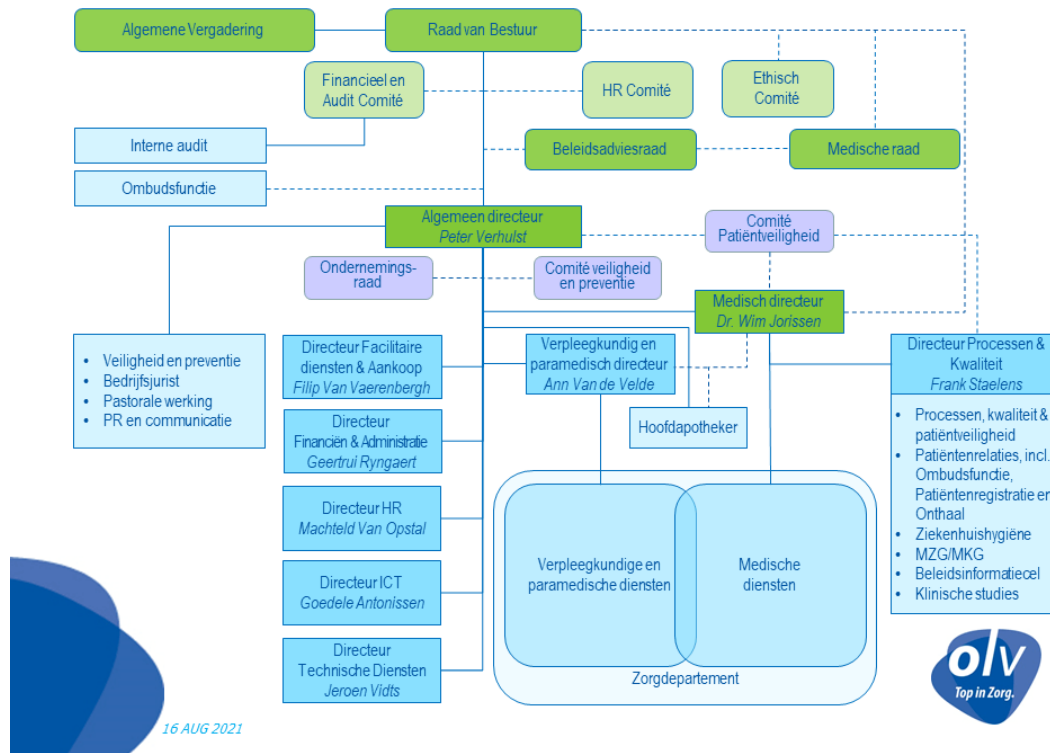 Algemene Vergadering
Raad van Bestuur
Financieel en
Audit Comité
HR Comité
Ethisch
Comité
Interne audit
Beleidsadviesraad
Medische raad
Ombudsfunctie
Algemeen directeur
Peter Verhulst
Comité
Patiëntveiligheid
Ondernemings-
raad
Comité veiligheid
en preventie
Medisch directeur
Dr. Wim Jorissen
• Veiligheid en preventie
• Bedrijfsjurist
• Pastorale werking
• PR en communicatie
Directeur Facilitaire
diensten & Aankoop
Filip Van Vaerenbergh
Verpleegkundig en
paramedisch directeur
Ann Van de Velde
Directeur Processen &
Kwaliteit
Frank Staelens
Hoofdapotheker
Directeur
Financiën & Administratie
Geertrui Ryngaert
• Processen, kwaliteit &
patiëntveiligheid
• Patiëntenrelaties, incl.
Ombudsfunctie,
Patiëntenregistratie en
Onthaal
• Ziekenhuishygiëne
• MZG/MKG
• Beleidsinformatiecel
• Klinische studies
Directeur HR
Machteld Van Opstal
Directeur ICT
Goedele Antonissen
Directeur
Technische Diensten
Jeroen Vidts
Verpleegkundige en
paramedische diensten
Medische
diensten
Zorgdepartement
olv
Top in Zorg.
16 AUG 2021